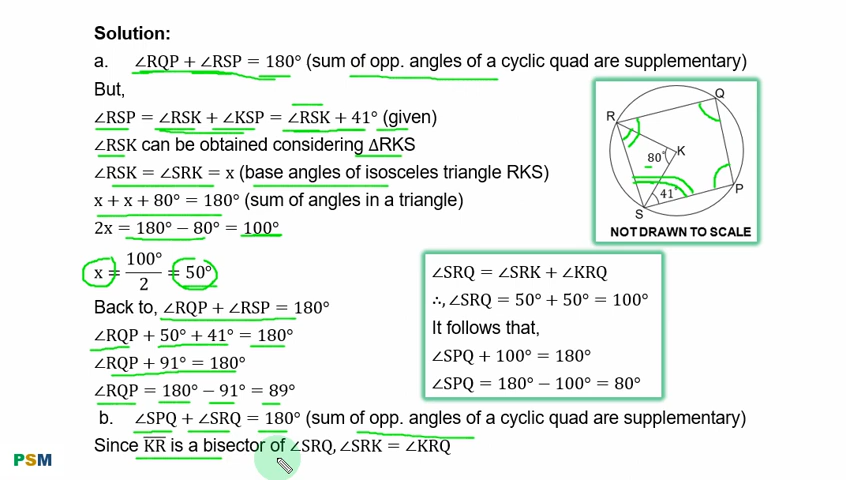 Solution:
a. ∠RQP + ∠RSP = 180° (sum of opp. angles of a cyclic quad are supplementary)
But,
∠RSP = ∠RSK + ∠KSP = ∠RSK + 41° (given)
∠RSK can be obtained considering ΔRKS
∠RSK = ∠SRK = x (base angles of isosceles triangle RKS)
x + x + 80° = 180° (sum of angles in a triangle)
2x = 180° − 80° = 100°
x = 100°/2 = 50°
Back to, ∠RQP + ∠RSP = 180°
∠RQP + 50° + 41° = 180°
∠RQP + 91° = 180°
∠RQP = 180° − 91° = 89°
b. ∠SPQ + ∠SRQ = 180° (sum of opp. angles of a cyclic quad are supplementary)
Since K̅R̅ is a bisector of ∠SRQ, ∠SRK = ∠KRQ
Q
R
K
80°
P
41°
S
NOT DRAWN TO SCALE
∠SRQ = ∠SRK + ∠KRQ
∴, ∠SRQ = 50° + 50° = 100°
It follows that,
∠SPQ + 100° = 180°
∠SPQ = 180° − 100° = 80°
PSM